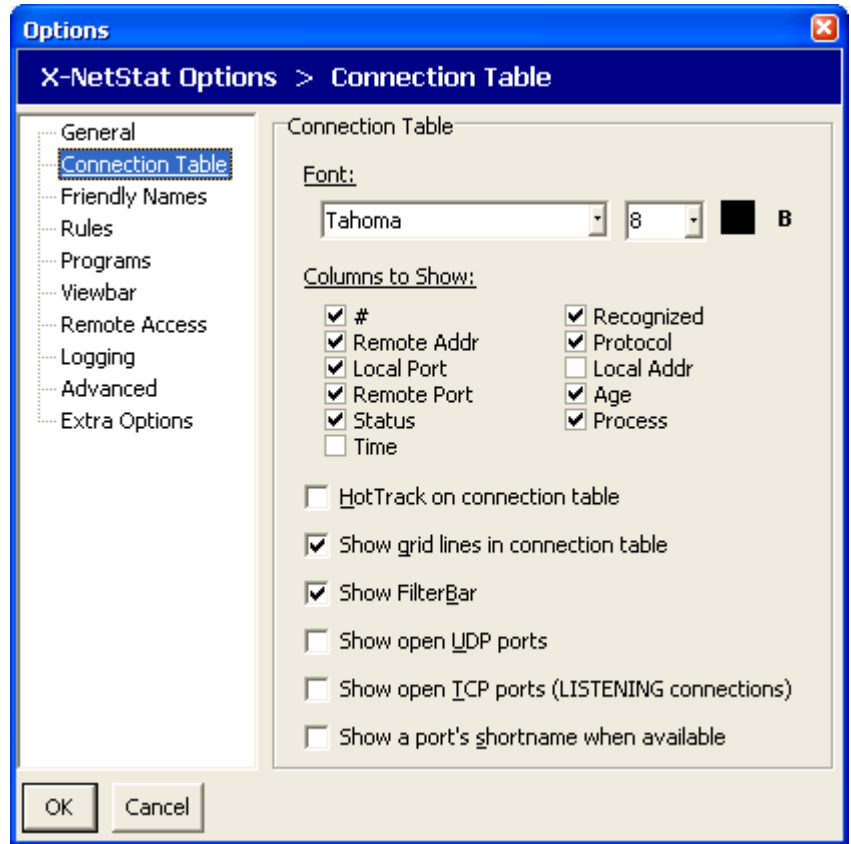 Options
X-NetStat Options > Connection Table
General
Connection Table
Friendly Names
Rules
Programs
Viewbar
Remote Access
Logging
Advanced
Extra Options
Connection Table
Font:
Tahoma 8 B
Columns to Show:
# Recognized
Remote Addr Protocol
Local Port Local Addr
Remote Port Age
Status Process
Time
HotTrack on connection table
Show grid lines in connection table
Show FilterBar
Show open UDP ports
Show open TCP ports (LISTENING connections)
Show a port's shortname when available
OK Cancel